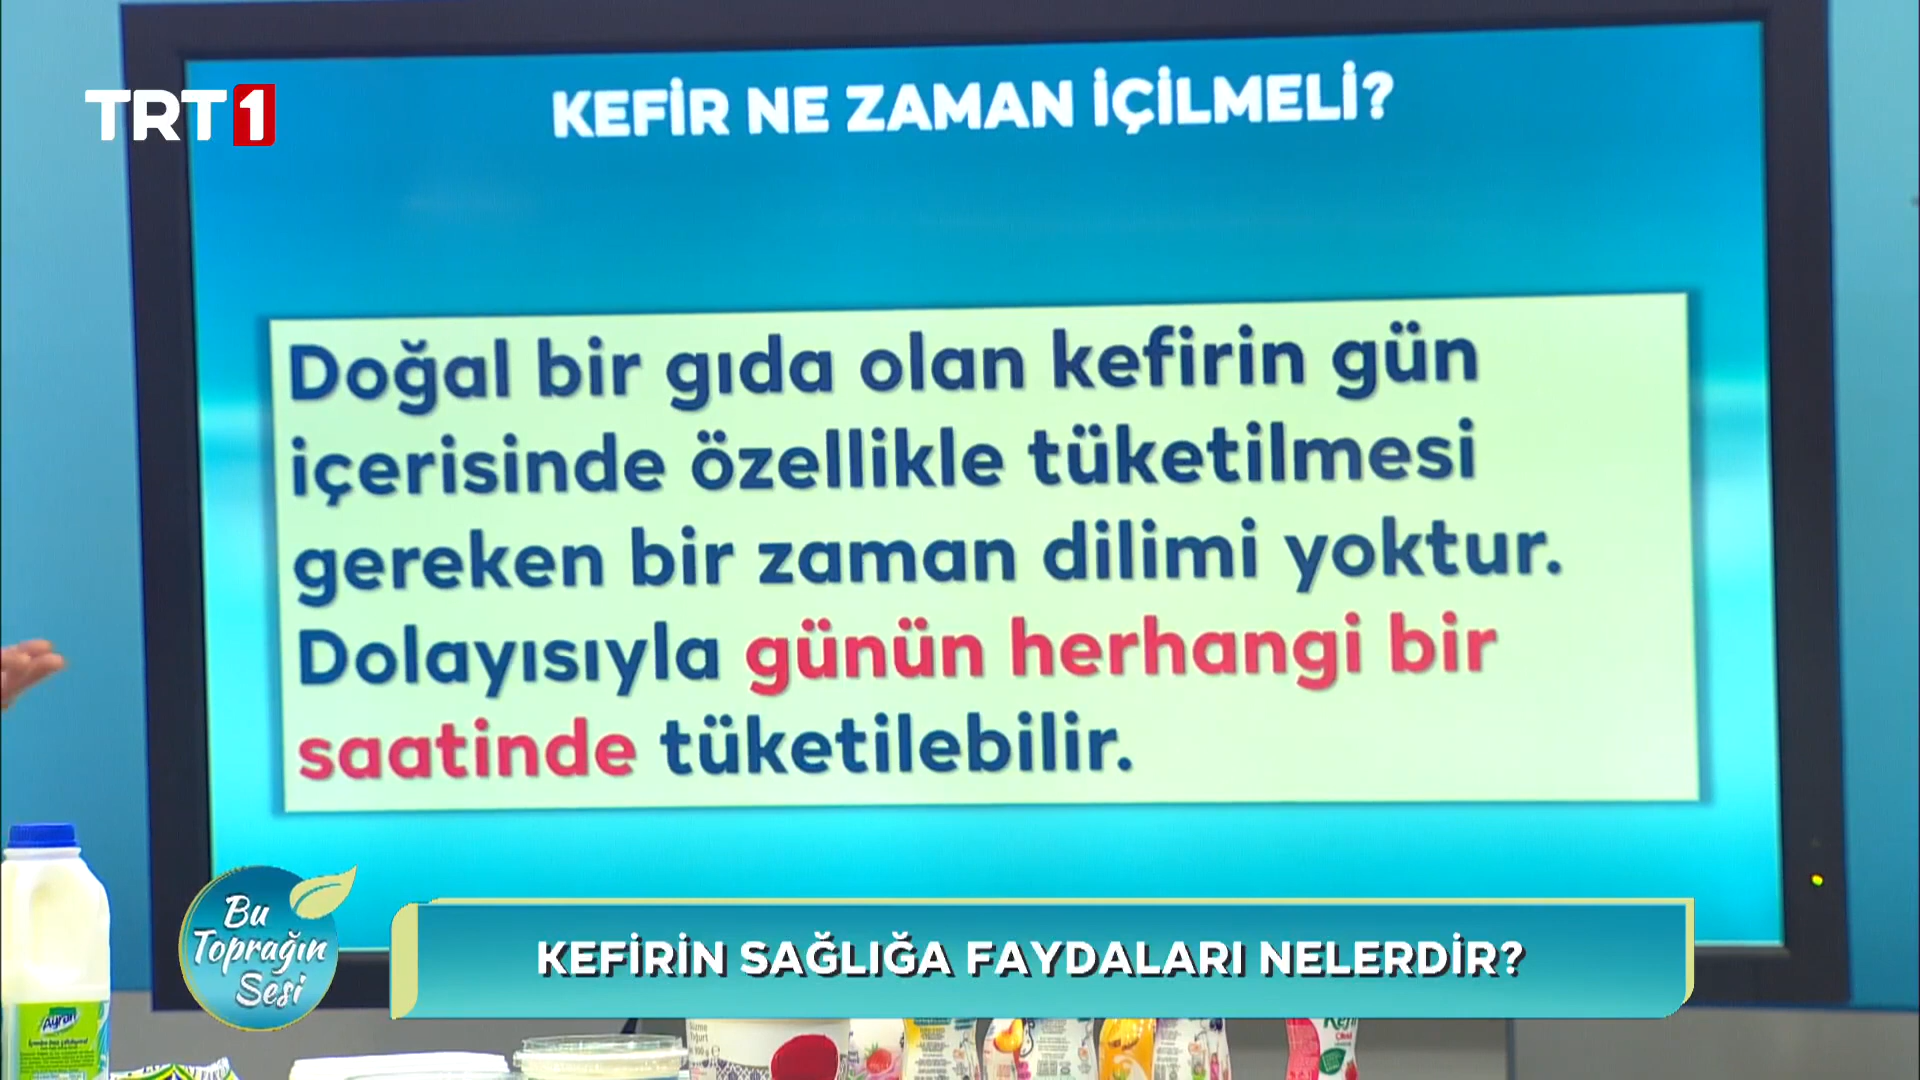 TRT1
KEFİR NE ZAMAN İÇİLMELİ?
Doğal bir gıda olan kefirin gün
içerisinde özellikle tüketilmesi
gereken bir zaman dilimi yoktur.
Dolayısıyla günün herhangi bir
saatinde tüketilebilir.
Bu
Toprağın
Sesi
KEFİRİN SAĞLIĞA FAYDALARI NELERDİR?
Ayran